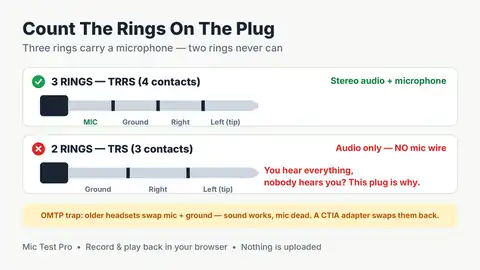 Count The Rings On The Plug
Three rings carry a microphone — two rings never can
3 RINGS — TRRS (4 contacts)
Stereo audio + microphone
MIC Ground Right Left (tip)
2 RINGS — TRS (3 contacts)
Audio only — NO mic wire
You hear everything,
nobody hears you? This plug is why.
Ground Right Left (tip)
OMTP trap: older headsets swap mic + ground — sound works, mic dead. A CTIA adapter swaps them back.
Mic Test Pro • Record & play back in your browser • Nothing is uploaded